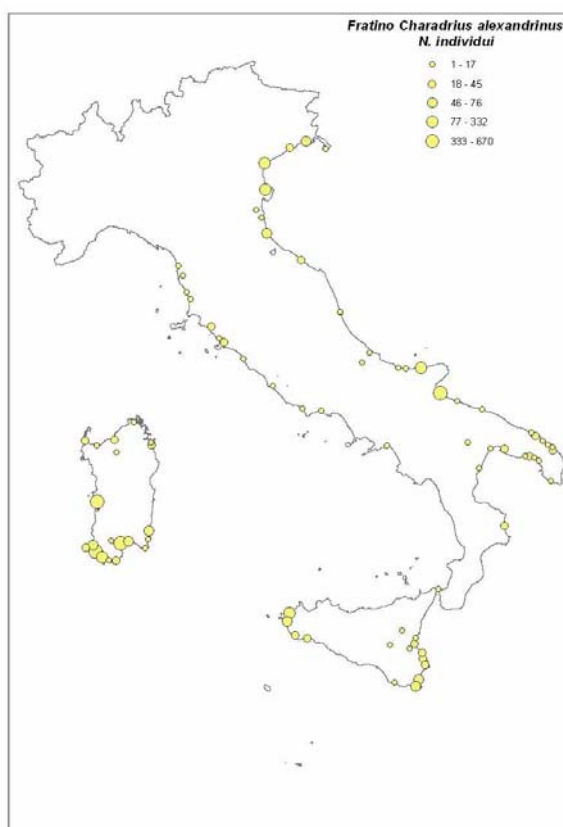 Fratino Charadrius alexandrinus
N. individui
1 - 17
18 - 45
46 - 76
77 - 332
333 - 670